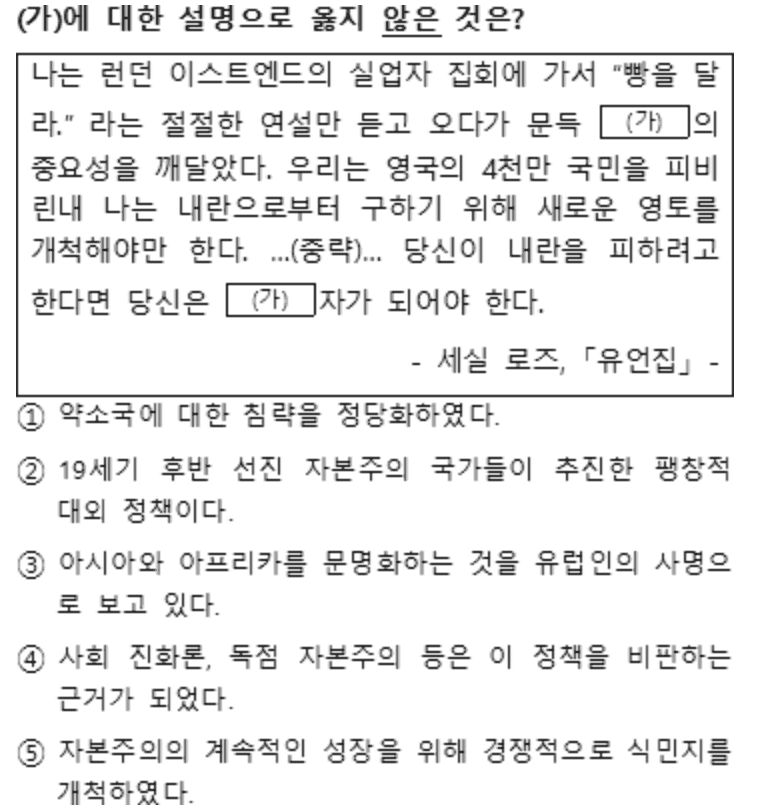 (가)에 대한 설명으로 옳지 않은 것은?
나는 런던 이스트엔드의 실업자 집회에 가서 “빵을 달
라.” 라는 절절한 연설만 듣고 오다가 문득 (가) 의
중요성을 깨달았다. 우리는 영국의 4천만 국민을 피비
린내 나는 내란으로부터 구하기 위해 새로운 영토를
개척해야만 한다. ...(중략)... 당신이 내란을 피하려고
한다면 당신은 (가) 자가 되어야 한다.
- 세실 로즈, 「유언집」 -
① 약소국에 대한 침략을 정당화하였다.
② 19세기 후반 선진 자본주의 국가들이 추진한 팽창적
대외 정책이다.
③ 아시아와 아프리카를 문명화하는 것을 유럽인의 사명으
로 보고 있다.
④ 사회 진화론, 독점 자본주의 등은 이 정책을 비판하는
근거가 되었다.
⑤ 자본주의의 계속적인 성장을 위해 경쟁적으로 식민지를
개척하였다.